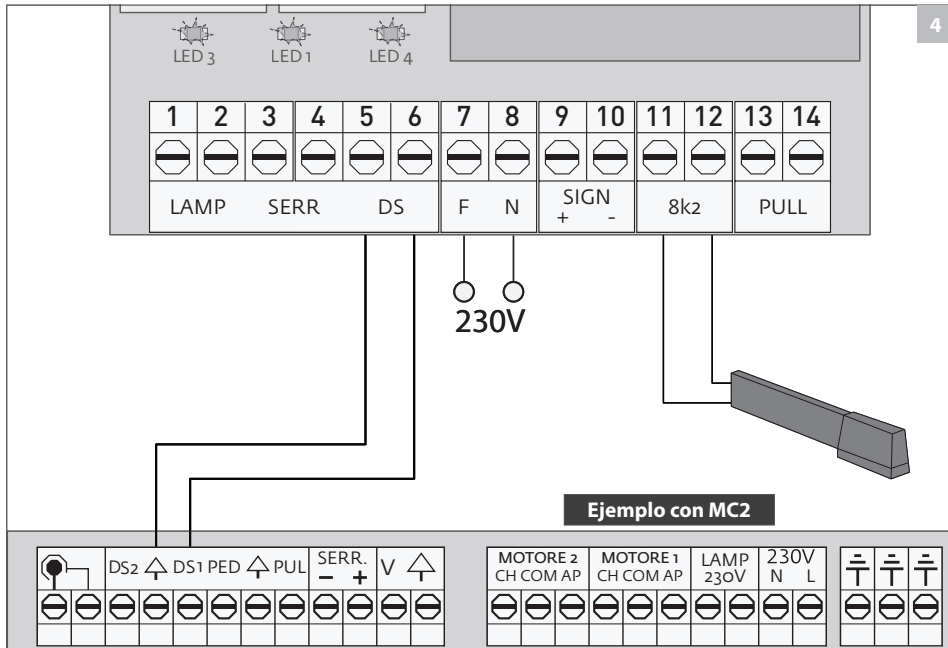 4
LED 3 LED 1 LED 4
1 2 3 4 5 6 7 8 9 10 11 12 13 14
LAMP SERR DS F N SIGN 8k2 PULL
+ -
230V
Ejemplo con MC2
DS2 DS1 PED PUL SERR. V
- +
MOTORE 2 MOTORE 1 LAMP 230V
CH COM AP CH COM AP 230V N L